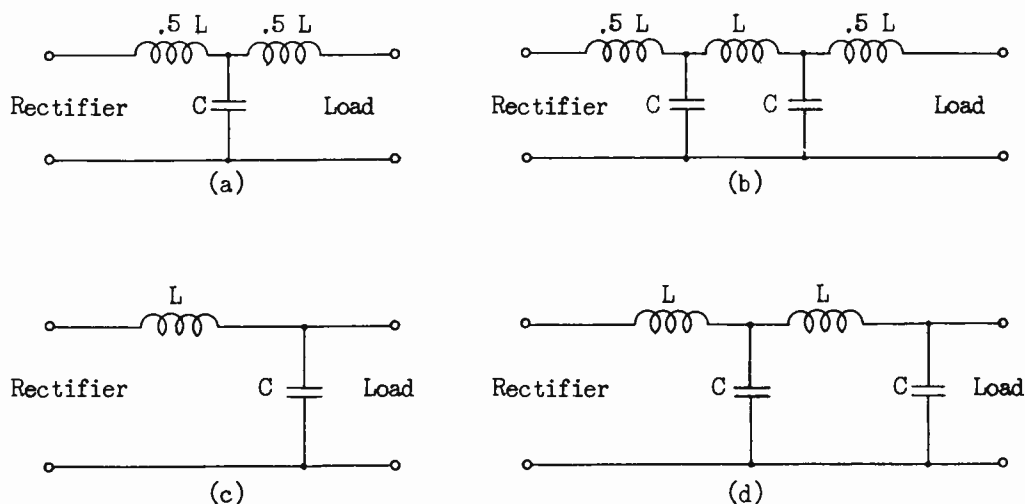 .5 L .5 L
Rectifier C Load
(a)
.5 L L .5 L
Rectifier C C Load
(b)
L
Rectifier C Load
(c)
L L
Rectifier C C Load
(d)